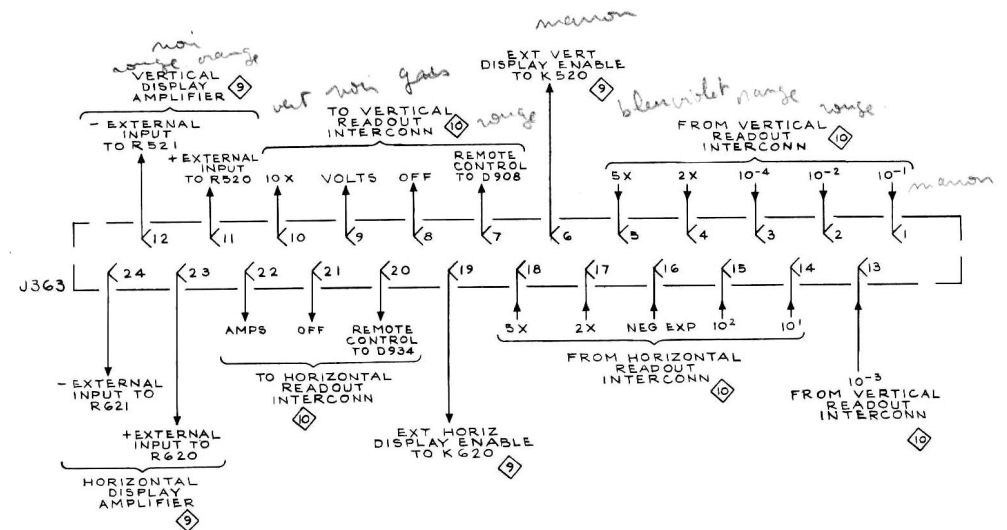 marron
noir
rouge orange
EXT VERT
DISPLAY ENABLE
TO K520
9
VERTICAL
DISPLAY
AMPLIFIER
9
vert noir
TO VERTICAL
READOUT
INTERCONN
10
rouge
bleu violet orange rouge
FROM VERTICAL
READOUT
INTERCONN
10
- EXTERNAL
INPUT
TO R521
+ EXTERNAL
INPUT
TO R520
10X
VOLTS
OFF
REMOTE
CONTROL
TO D908
5X
2X
10⁻⁴
10⁻²
10⁻¹
marron
12 11 10 9 8 7 6 5 4 3 2 1
J363
24 23 22 21 20 19 18 17 16 15 14 13
AMPS
OFF
REMOTE
CONTROL
TO D934
5X
2X
NEG EXP
10²
10¹
TO HORIZONTAL
READOUT
INTERCONN
10
FROM HORIZONTAL
READOUT
INTERCONN
10
- EXTERNAL
INPUT TO
R621
10⁻³
FROM VERTICAL
READOUT
INTERCONN
10
+EXTERNAL
INPUT TO
R620
EXT HORIZ
DISPLAY ENABLE
TO K620
9
HORIZONTAL
DISPLAY
AMPLIFIER
9